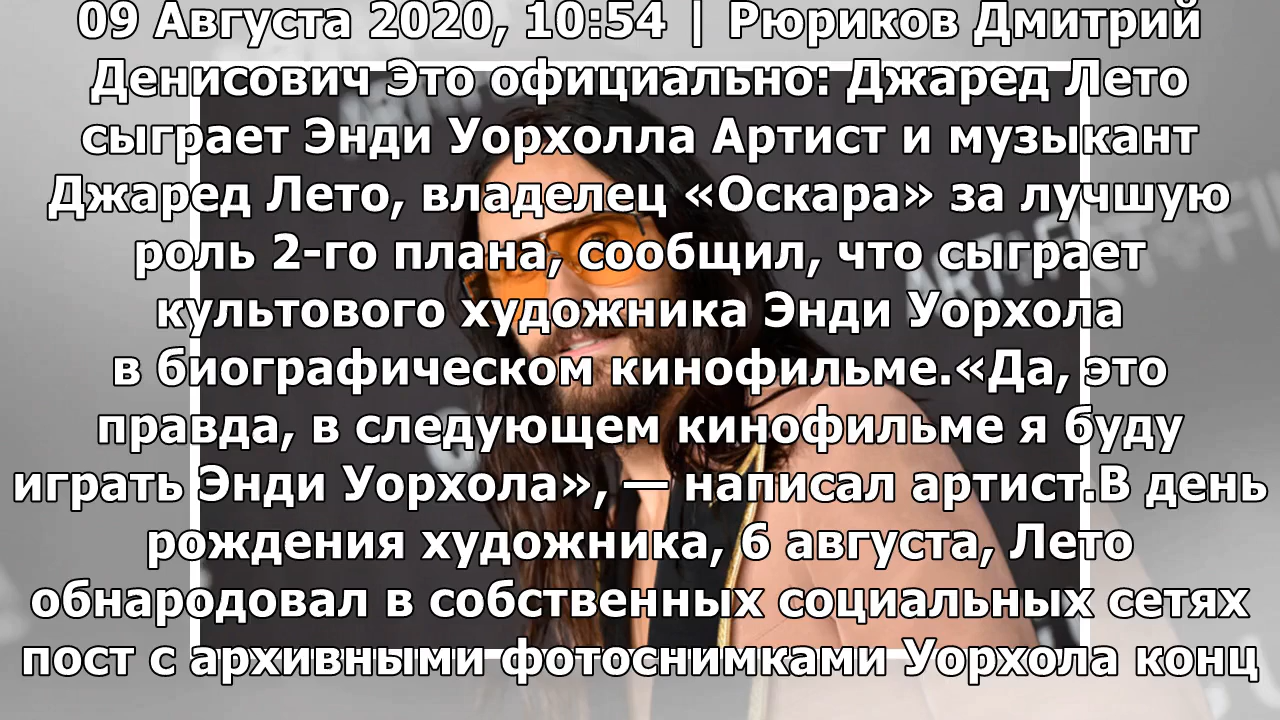 09 Августа 2020, 10:54 | Рюриков Дмитрий
Денисович Это официально: Джаред Лето
сыграет Энди Уорхолла Артист и музыкант
Джаред Лето, владелец «Оскара» за лучшую
роль 2-го плана, сообщил, что сыграет
культового художника Энди Уорхола
в биографическом кинофильме.«Да, это
правда, в следующем кинофильме я буду
играть Энди Уорхола», — написал артист.В день
рождения художника, 6 августа, Лето
обнародовал в собственных социальных сетях
пост с архивными фотоснимками Уорхола конц